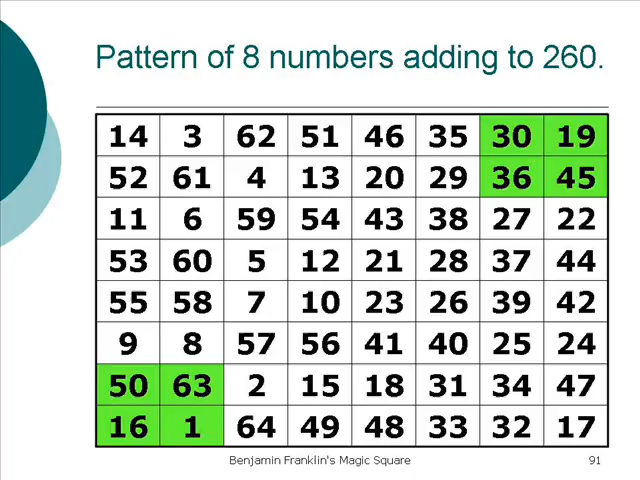 Pattern of 8 numbers adding to 260.
14 3 62 51 46 35 30 19
52 61 4 13 20 29 36 45
11 6 59 54 43 38 27 22
53 60 5 12 21 28 37 44
55 58 7 10 23 26 39 42
9 8 57 56 41 40 25 24
50 63 2 15 18 31 34 47
16 1 64 49 48 33 32 17
Benjamin Franklin's Magic Square 91